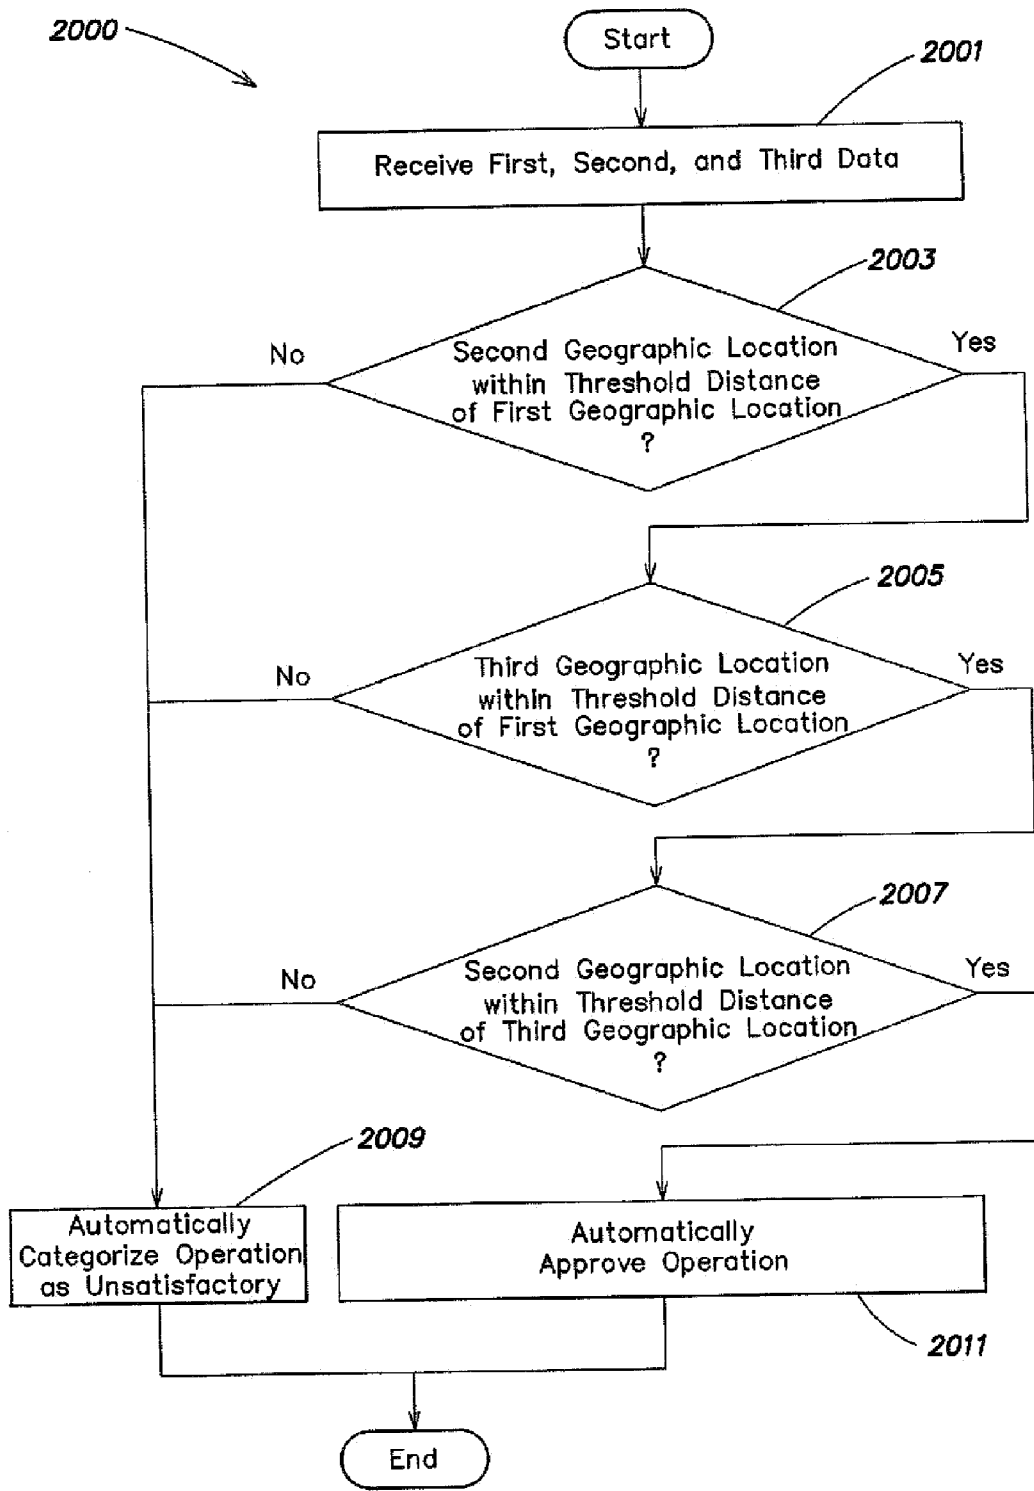 2000
Start
2001
Receive First, Second, and Third Data
2003
No
Yes
Second Geographic Location
within Threshold Distance
of First Geographic Location
?
2005
No
Yes
Third Geographic Location
within Threshold Distance
of First Geographic Location
?
2007
No
Yes
Second Geographic Location
within Threshold Distance
of Third Geographic Location
?
2009
Automatically
Categorize Operation
as Unsatisfactory
Automatically
Approve Operation
2011
End